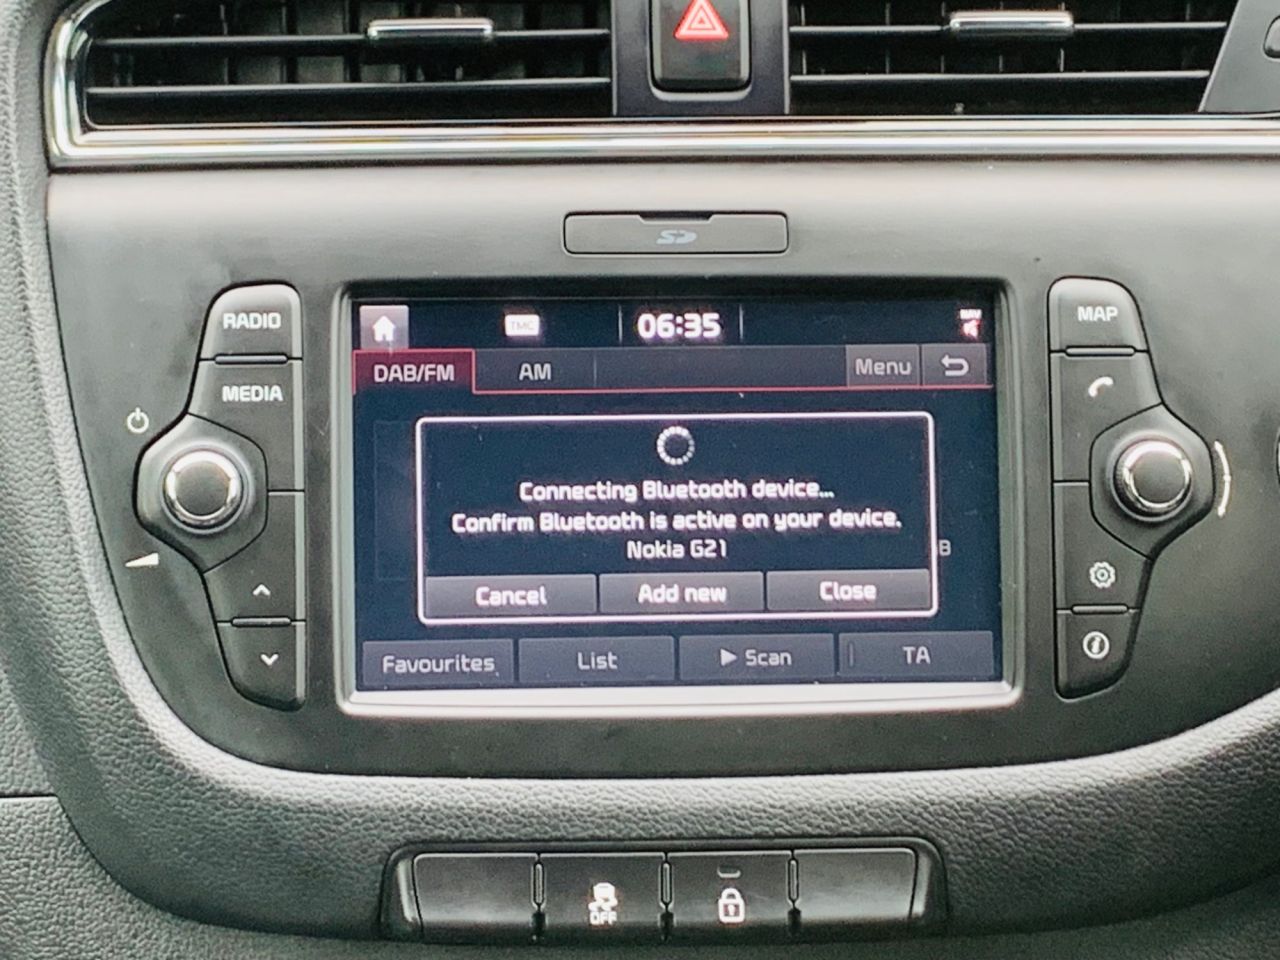 SD
RADIO
MEDIA
MAP
TMC
06:35
NAV
DAB/FM
AM
Menu
Connecting Bluetooth device...
Confirm Bluetooth is active on your device.
Nokia G21
Cancel
Add new
Close
Favourites
List
Scan
TA
OFF